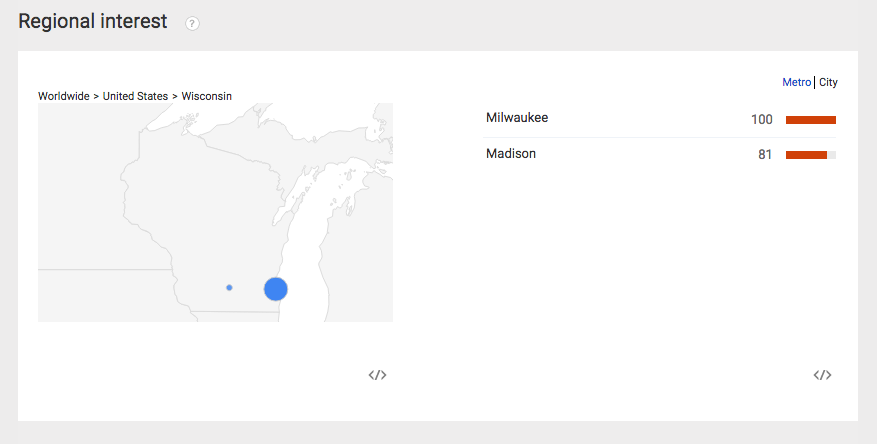 Regional interest ?
Metro | City
Worldwide > United States > Wisconsin
Milwaukee 100
Madison 81
</>
</>